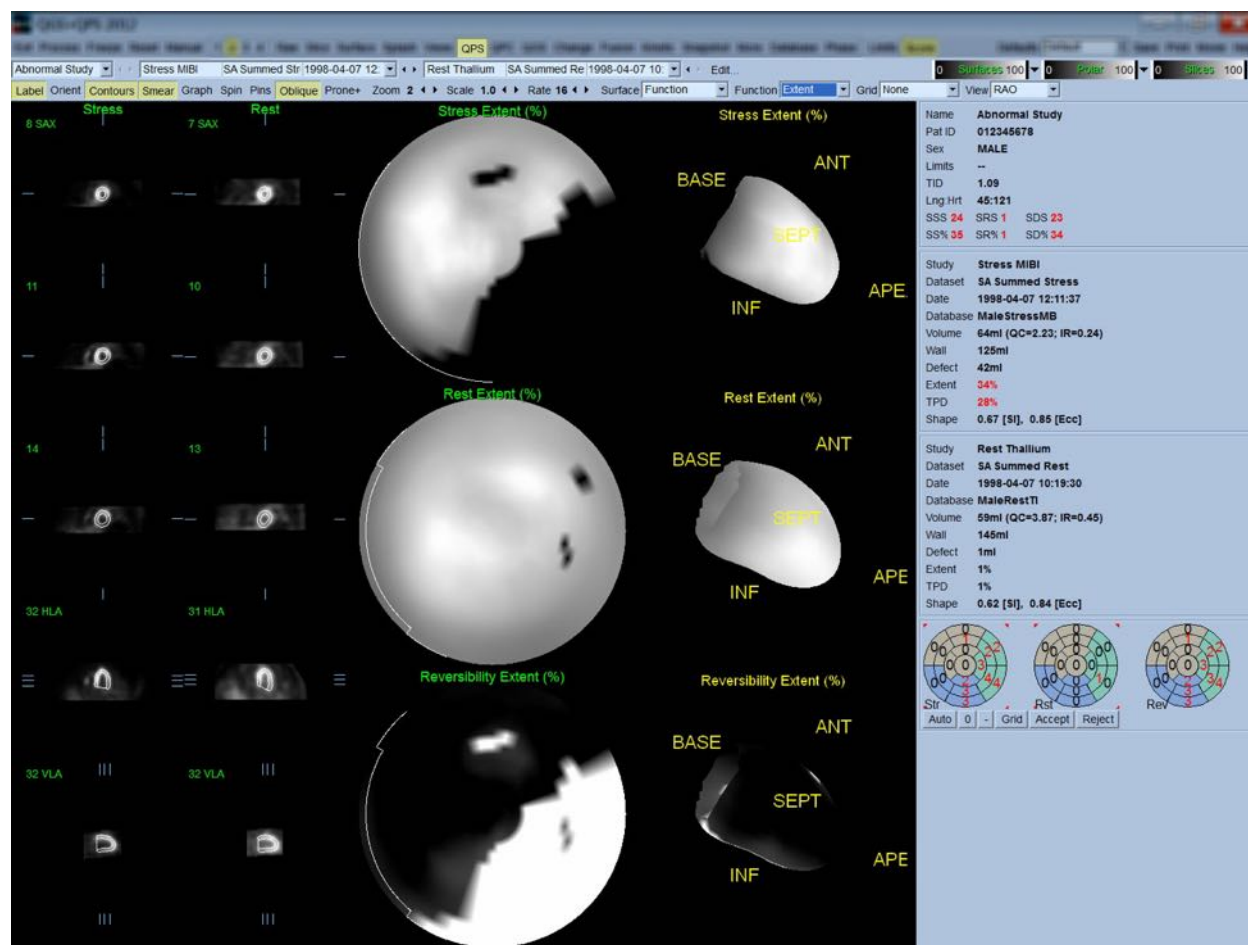 QGS+QPS 2012
QPS
Abnormal Study Stress MIBI SA Summed Str 1998-04-07 12: Rest Thallium SA Summed Re 1998-04-07 10: Edit... 0 Surfaces 100 0 Polar 100 0 Slices 100
Label Orient Contours Smear Graph Spin Pins Oblique Prone+ Zoom 2 Scale 1.0 Rate 16 Surface Function Function Extent Grid None View RAO
Stress Rest Stress Extent (%) Stress Extent (%)
8 SAX 7 SAX
ANT
BASE
SEPT
APE.
INF
11 10
Rest Extent (%) Rest Extent (%)
ANT
BASE
14 13
SEPT
APE
INF
32 HLA 31 HLA
Reversibility Extent (%) Reversibility Extent (%)
ANT
BASE
32 VLA 32 VLA
SEPT
APE
INF
Name Abnormal Study
Pat ID 012345678
Sex MALE
Limits --
TID 1.09
Lng:Hrt 45:121
SSS 24 SRS 1 SDS 23
SS% 35 SR% 1 SD% 34
Study Stress MIBI
Dataset SA Summed Stress
Date 1998-04-07 12:11:37
Database MaleStressMB
Volume 64ml (QC=2.23; IR=0.24)
Wall 125ml
Defect 42ml
Extent 34%
TPD 28%
Shape 0.67 [SI], 0.85 [Ecc]
Study Rest Thallium
Dataset SA Summed Rest
Date 1998-04-07 10:19:30
Database MaleRestTl
Volume 59ml (QC=3.87; IR=0.45)
Wall 145ml
Defect 1ml
Extent 1%
TPD 1%
Shape 0.62 [SI], 0.84 [Ecc]
Str Rst Rev
Auto 0 - Grid Accept Reject